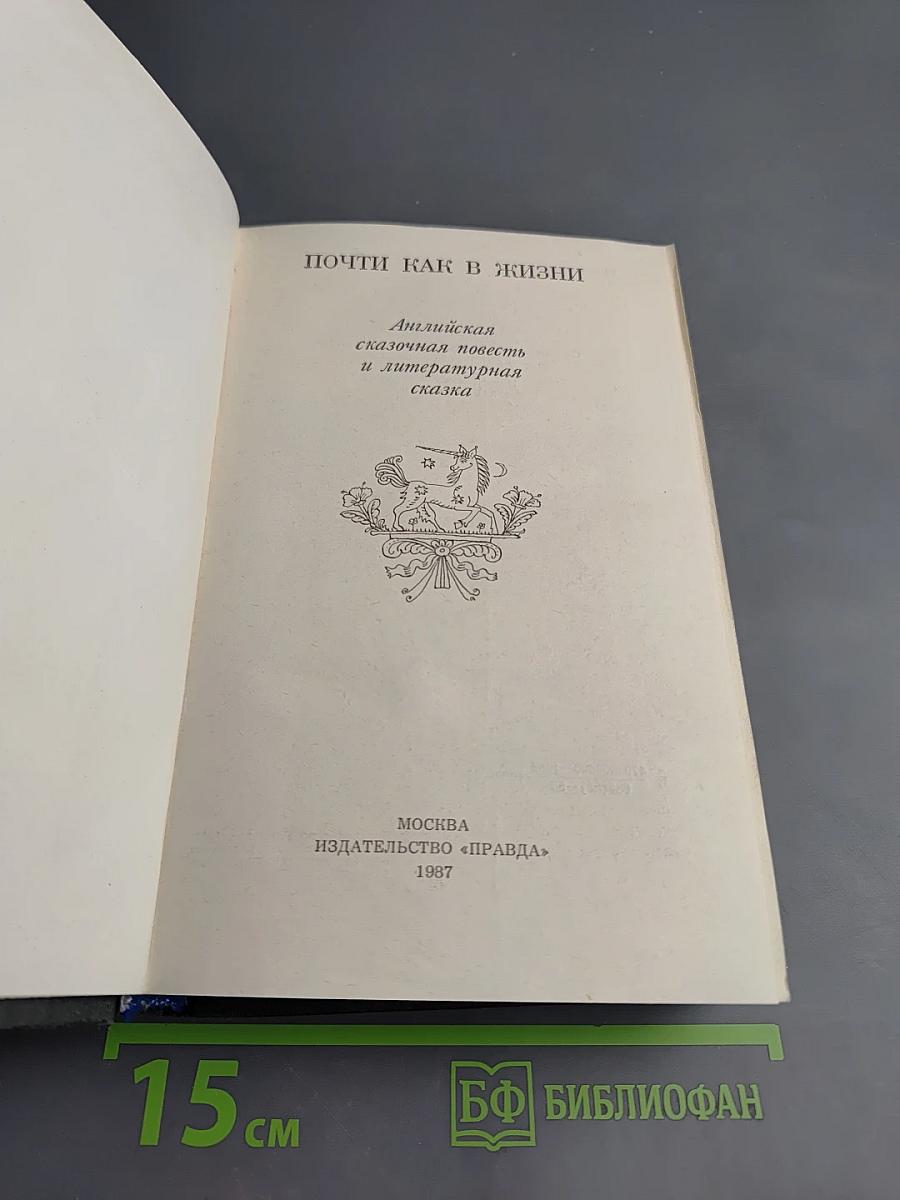 ПОЧТИ КАК В ЖИЗНИ
Английская
сказочная повесть
и литературная
сказка
МОСКВА
ИЗДАТЕЛЬСТВО «ПРАВДА»
1987
15 см
БФ БИБЛИОФАН